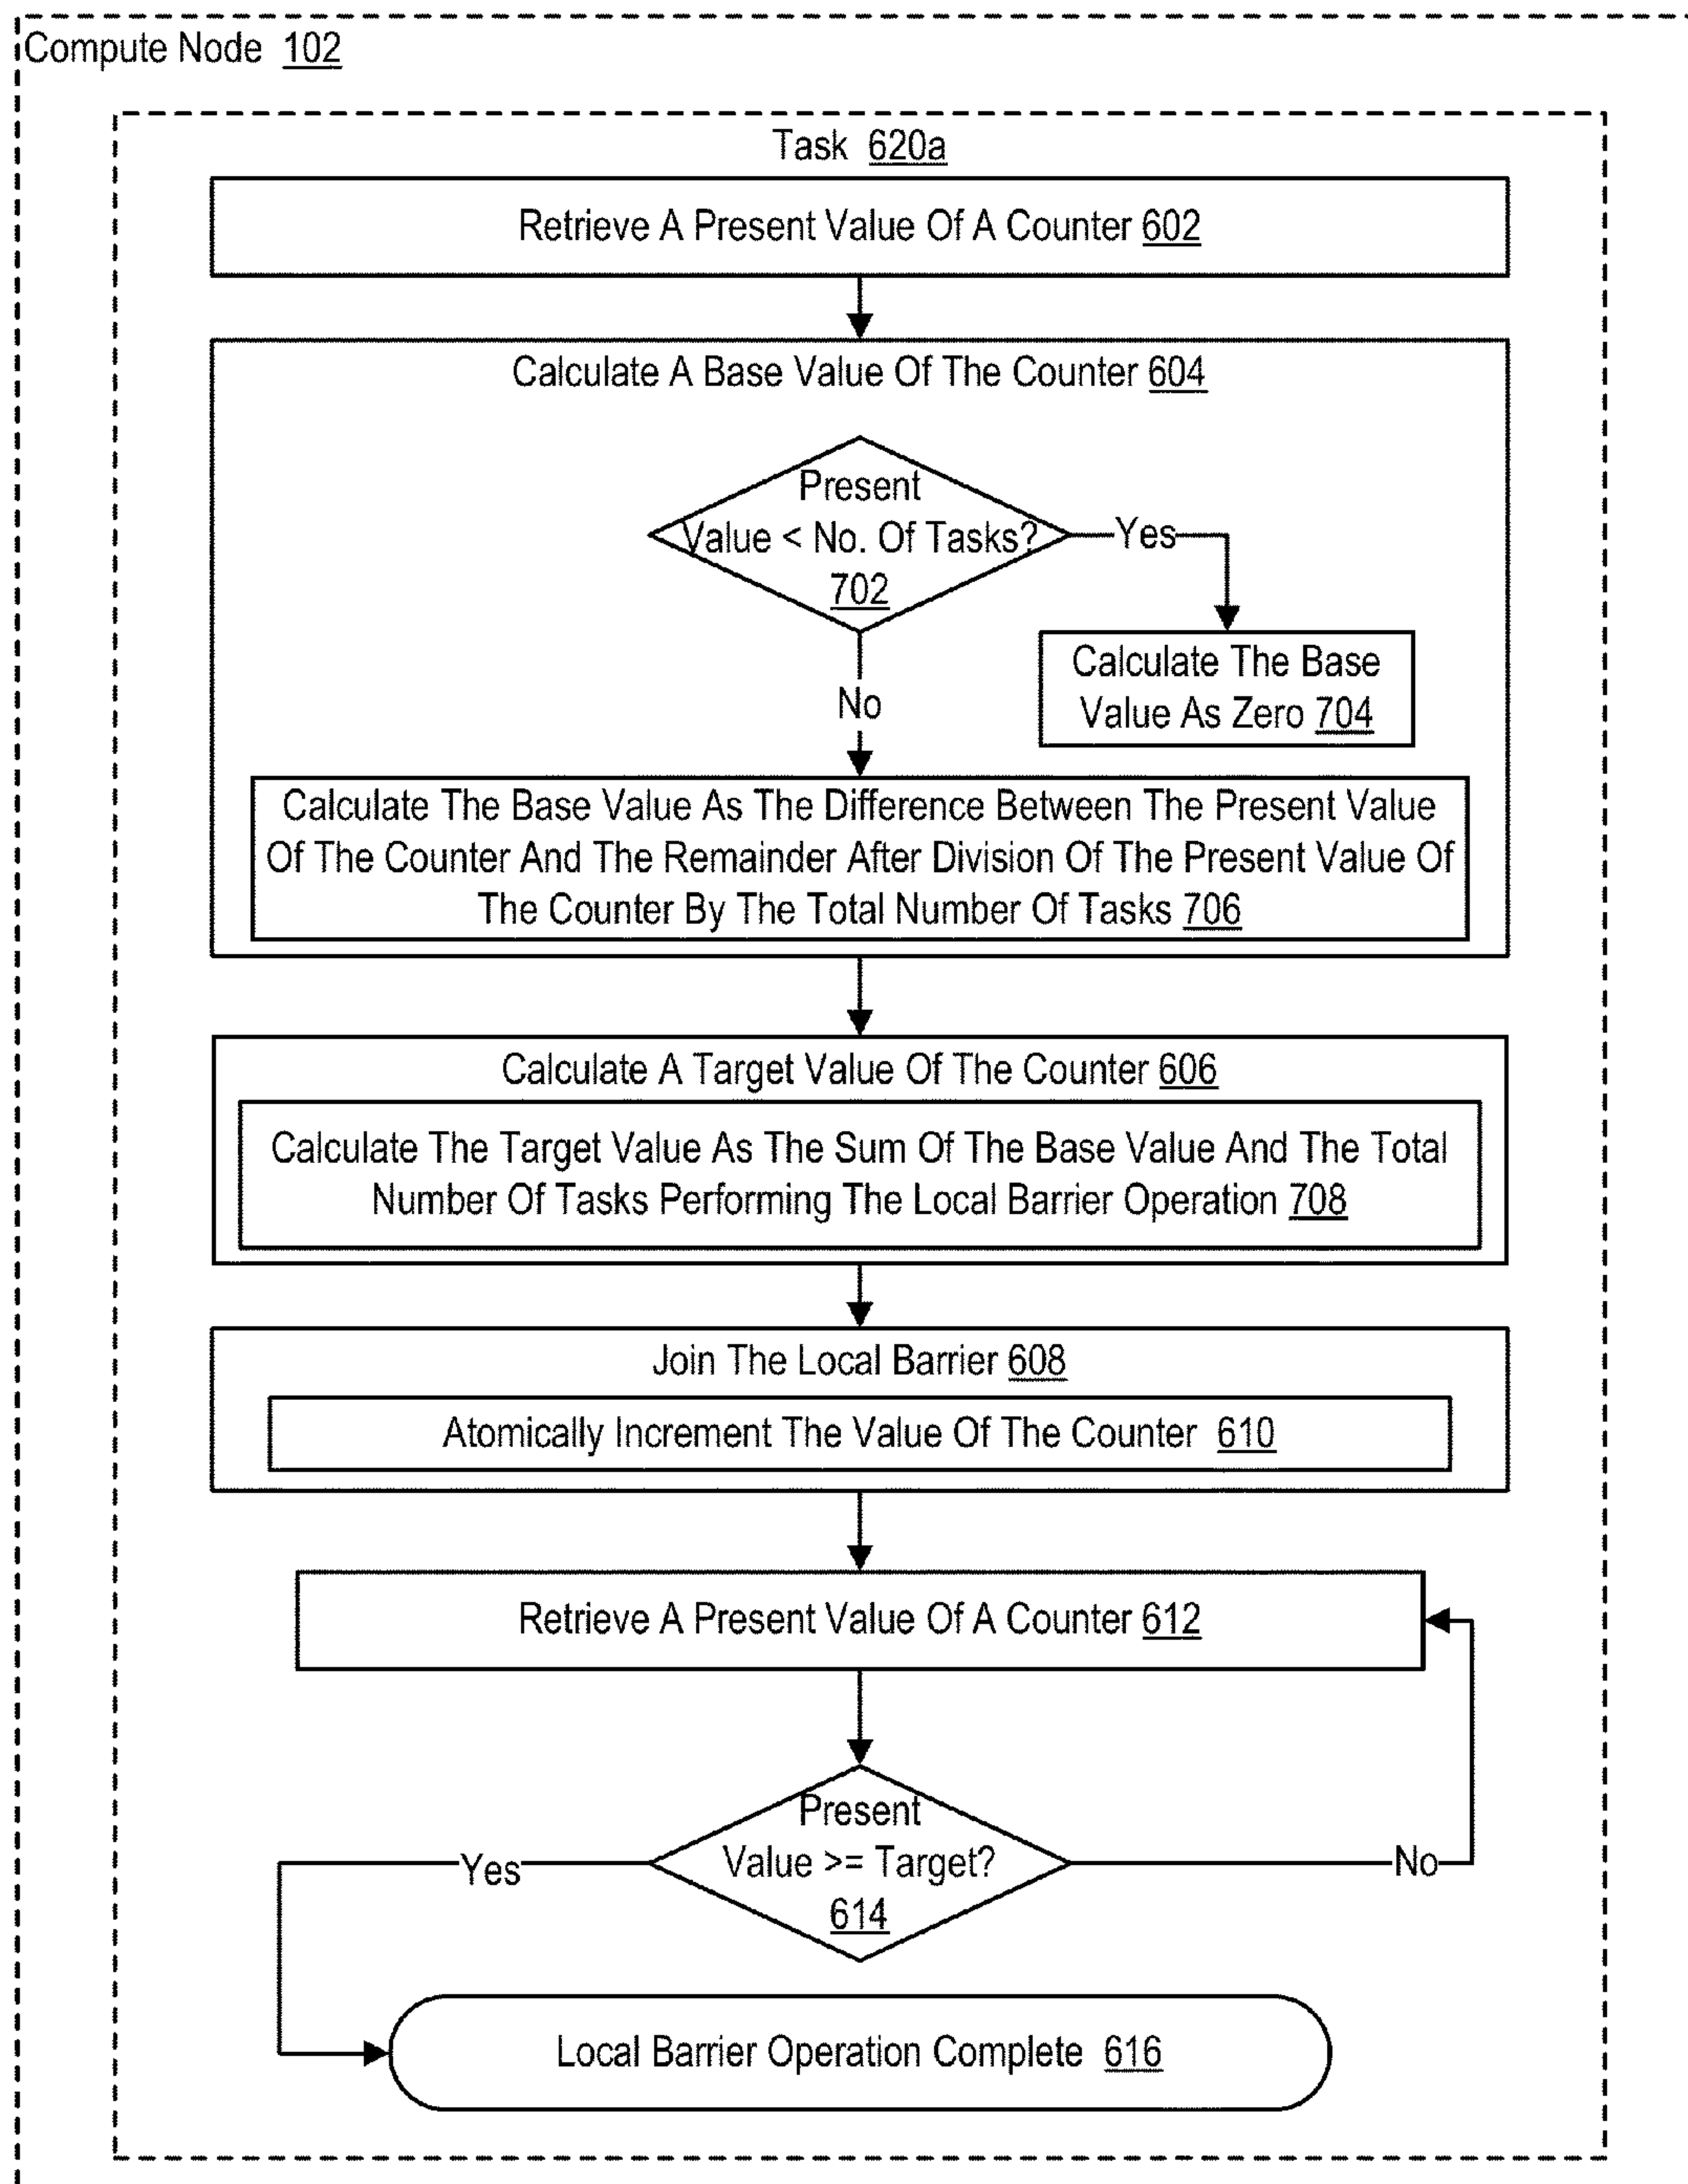 Compute Node 102
Task 620a
Retrieve A Present Value Of A Counter 602
Calculate A Base Value Of The Counter 604
Present
Value < No. Of Tasks?
702
Yes
Calculate The Base
Value As Zero 704
No
Calculate The Base Value As The Difference Between The Present Value
Of The Counter And The Remainder After Division Of The Present Value Of
The Counter By The Total Number Of Tasks 706
Calculate A Target Value Of The Counter 606
Calculate The Target Value As The Sum Of The Base Value And The Total
Number Of Tasks Performing The Local Barrier Operation 708
Join The Local Barrier 608
Atomically Increment The Value Of The Counter 610
Retrieve A Present Value Of A Counter 612
Present
Value >= Target?
614
Yes
No
Local Barrier Operation Complete 616